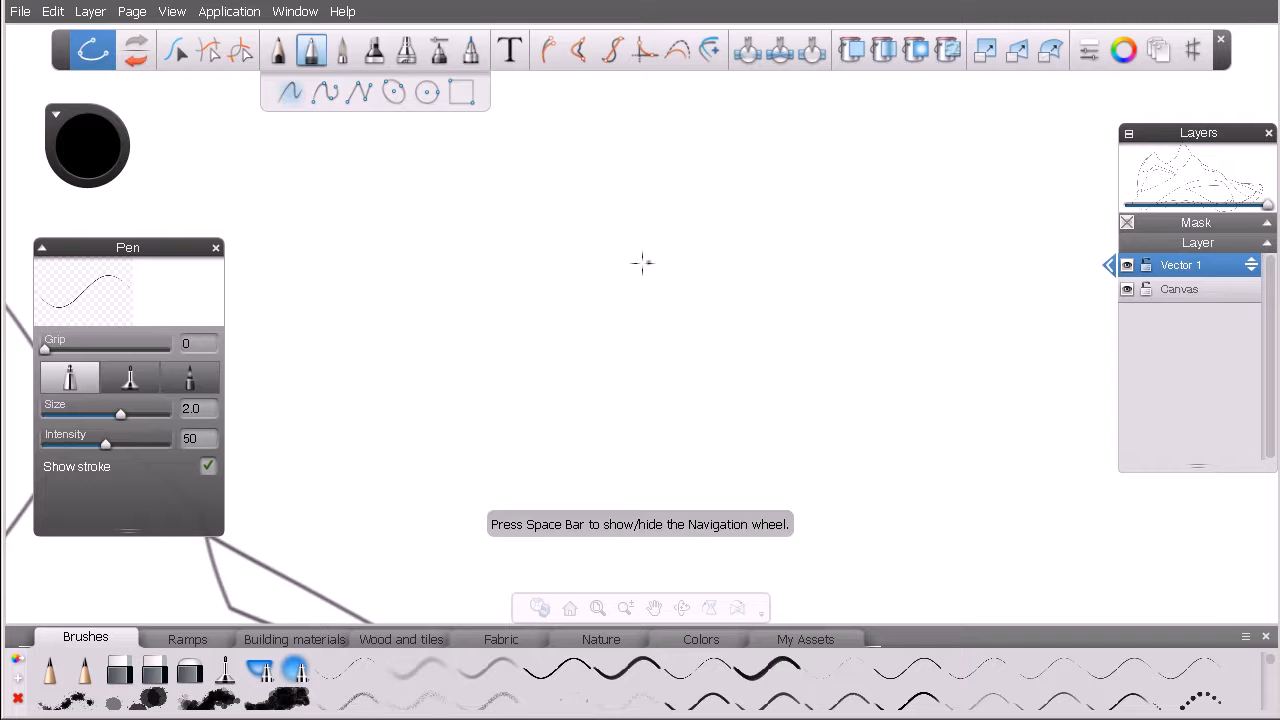 File Edit Layer Page View Application Window Help
T
Layers
Pen
Mask
Layer
Vector 1
Canvas
Grip
0
Size
2.0
Intensity
50
Show stroke
Press Space Bar to show/hide the Navigation wheel.
Brushes Ramps Building materials Wood and tiles Fabric Nature Colors My Assets